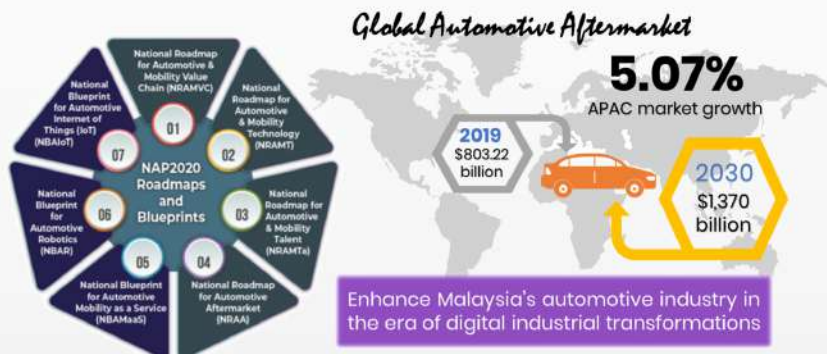 National Roadmap
for Automotive &
Mobility Value
Chain (NRAMVC)
01
National
Roadmap for
Automotive
& Mobility
Technology
(NRAMT)
02
National
Roadmap for
Automotive
& Mobility
Talent
(NRAMTa)
03
National Roadmap
for Automotive
Aftermarket
(NRAA)
04
National Blueprint
for Automotive
Mobility as a Service
(NBAMaaS)
05
National
Blueprint
for
Automotive
Robotics
(NBAR)
06
National
Blueprint for
Automotive
Internet of
Things (IoT)
(NBAIoT)
07
NAP2020
Roadmaps
and
Blueprints
Global Automotive Aftermarket
5.07%
APAC market growth
2019
$803.22
billion
2030
$1,370
billion
Enhance Malaysia's automotive industry in
the era of digital industrial transformations